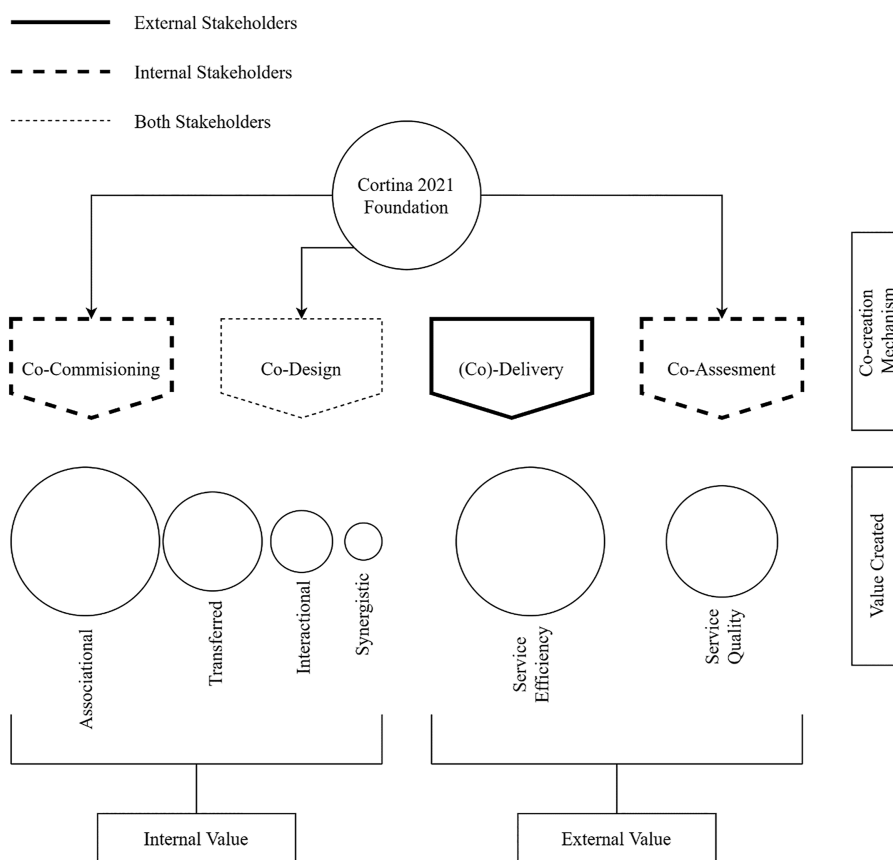 External Stakeholders
Internal Stakeholders
Both Stakeholders
Cortina 2021
Foundation
Co-Commisioning
Co-Design
(Co)-Delivery
Co-Assesment
Co-creation
Mechanism
Associational
Transferred
Interactional
Synergistic
Service
Efficiency
Service
Quality
Value Created
Internal Value
External Value